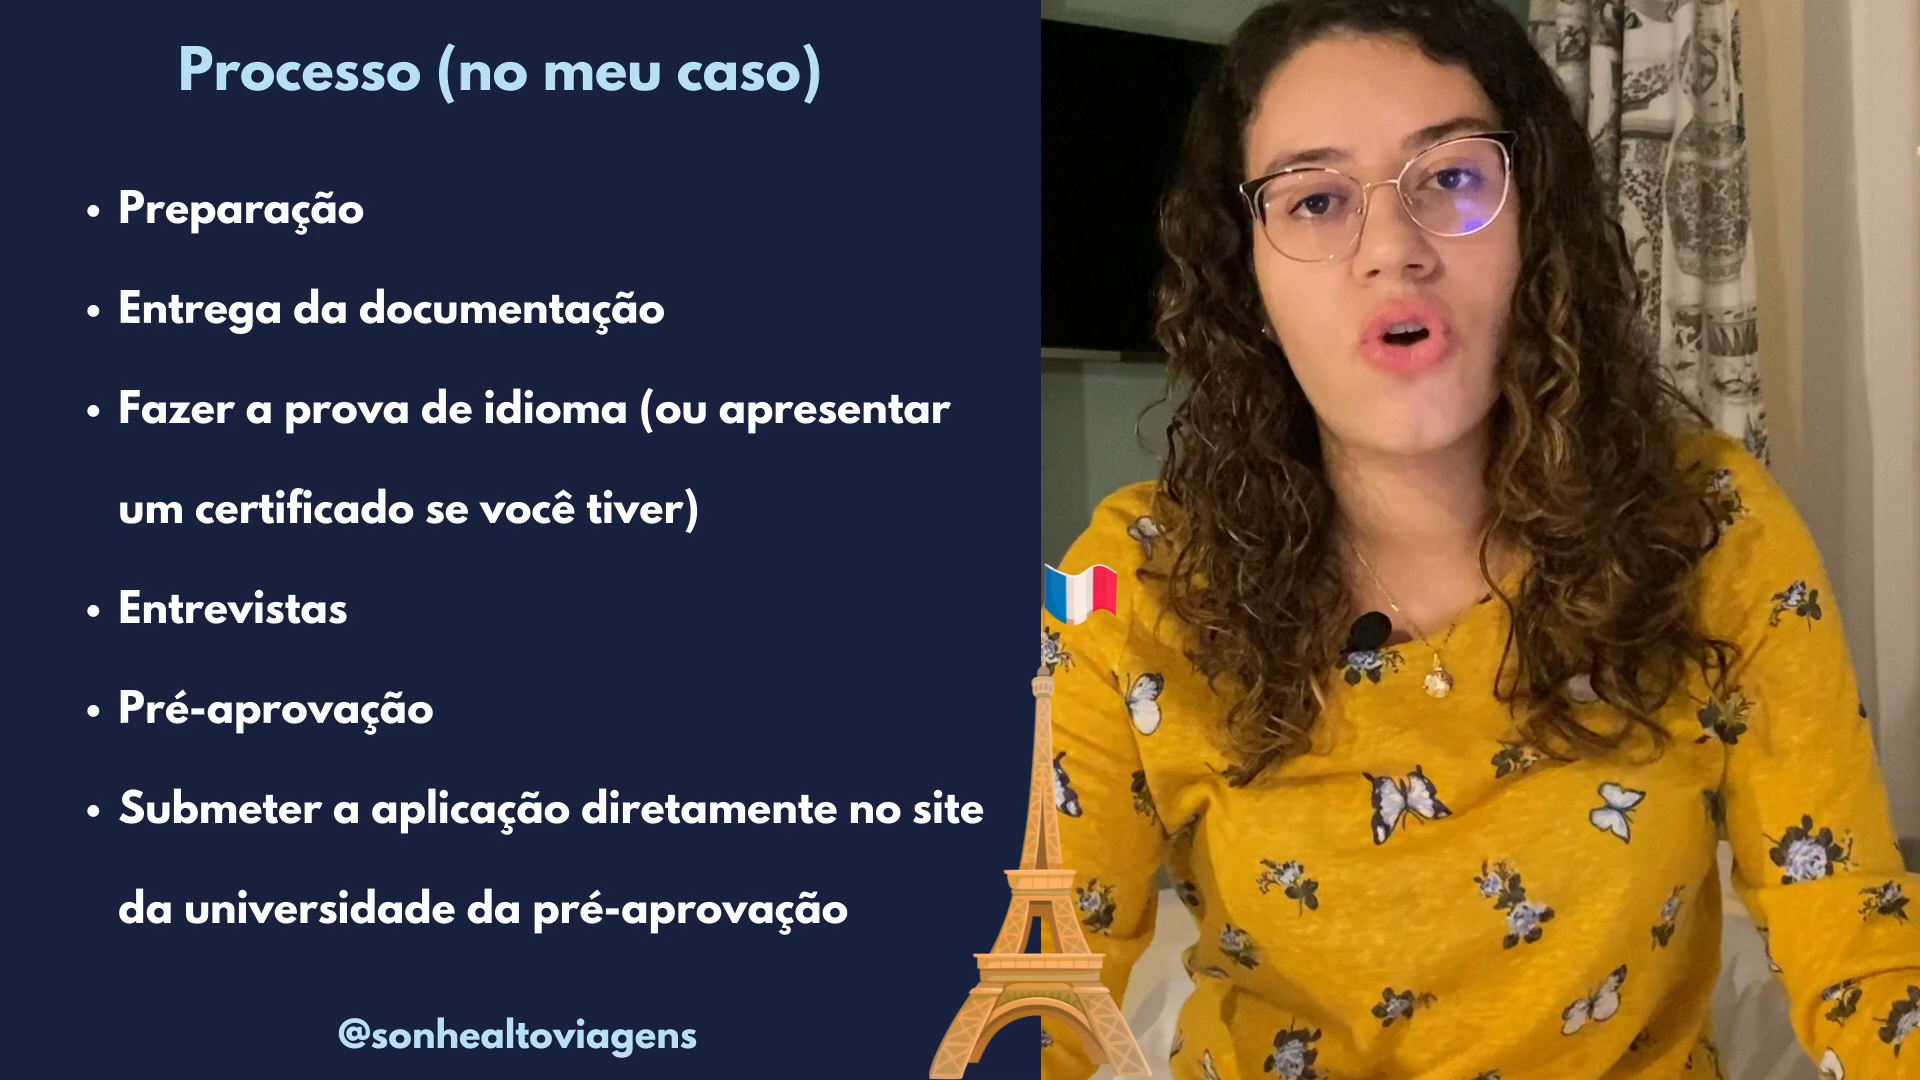 Processo (no meu caso)
• Preparação
• Entrega da documentação
• Fazer a prova de idioma (ou apresentar
um certificado se você tiver)
• Entrevistas
• Pré-aprovação
• Submeter a aplicação diretamente no site
da universidade da pré-aprovação
@sonhealtoviagens